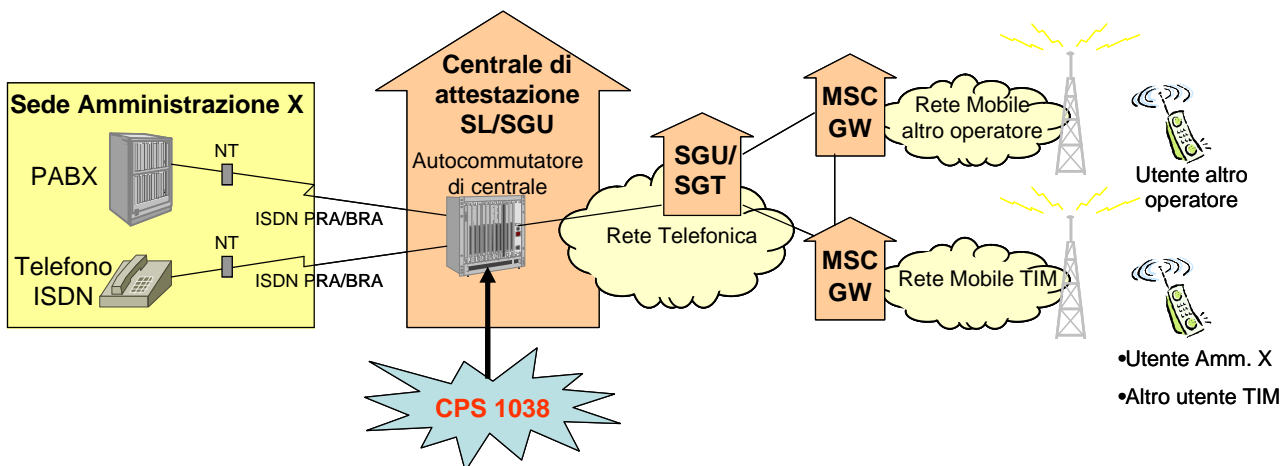 Sede Amministrazione X
PABX
NT
ISDN PRA/BRA
Telefono
ISDN
NT
ISDN PRA/BRA
Centrale di
attestazione
SL/SGU
Autocommutatore
di centrale
CPS 1038
SGU/
SGT
Rete Telefonica
MSC
GW
Rete Mobile
altro operatore
Utente altro
operatore
MSC
GW
Rete Mobile TIM
•Utente Amm. X
•Altro utente TIM